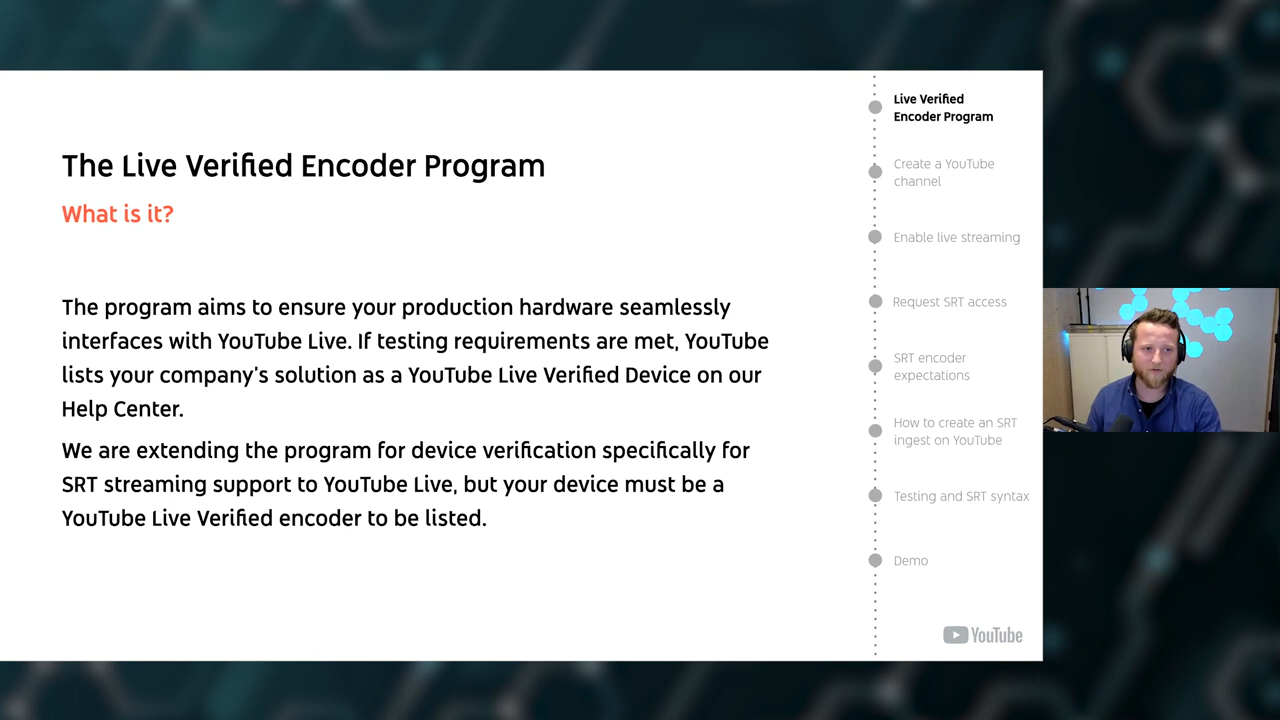 The Live Verified Encoder Program
What is it?
The program aims to ensure your production hardware seamlessly
interfaces with YouTube Live. If testing requirements are met, YouTube
lists your company's solution as a YouTube Live Verified Device on our
Help Center.
We are extending the program for device verification specifically for
SRT streaming support to YouTube Live, but your device must be a
YouTube Live Verified encoder to be listed.
Live Verified
Encoder Program
Create a YouTube
channel
Enable live streaming
Request SRT access
SRT encoder
expectations
How to create an SRT
ingest on YouTube
Testing and SRT syntax
Demo
YouTube